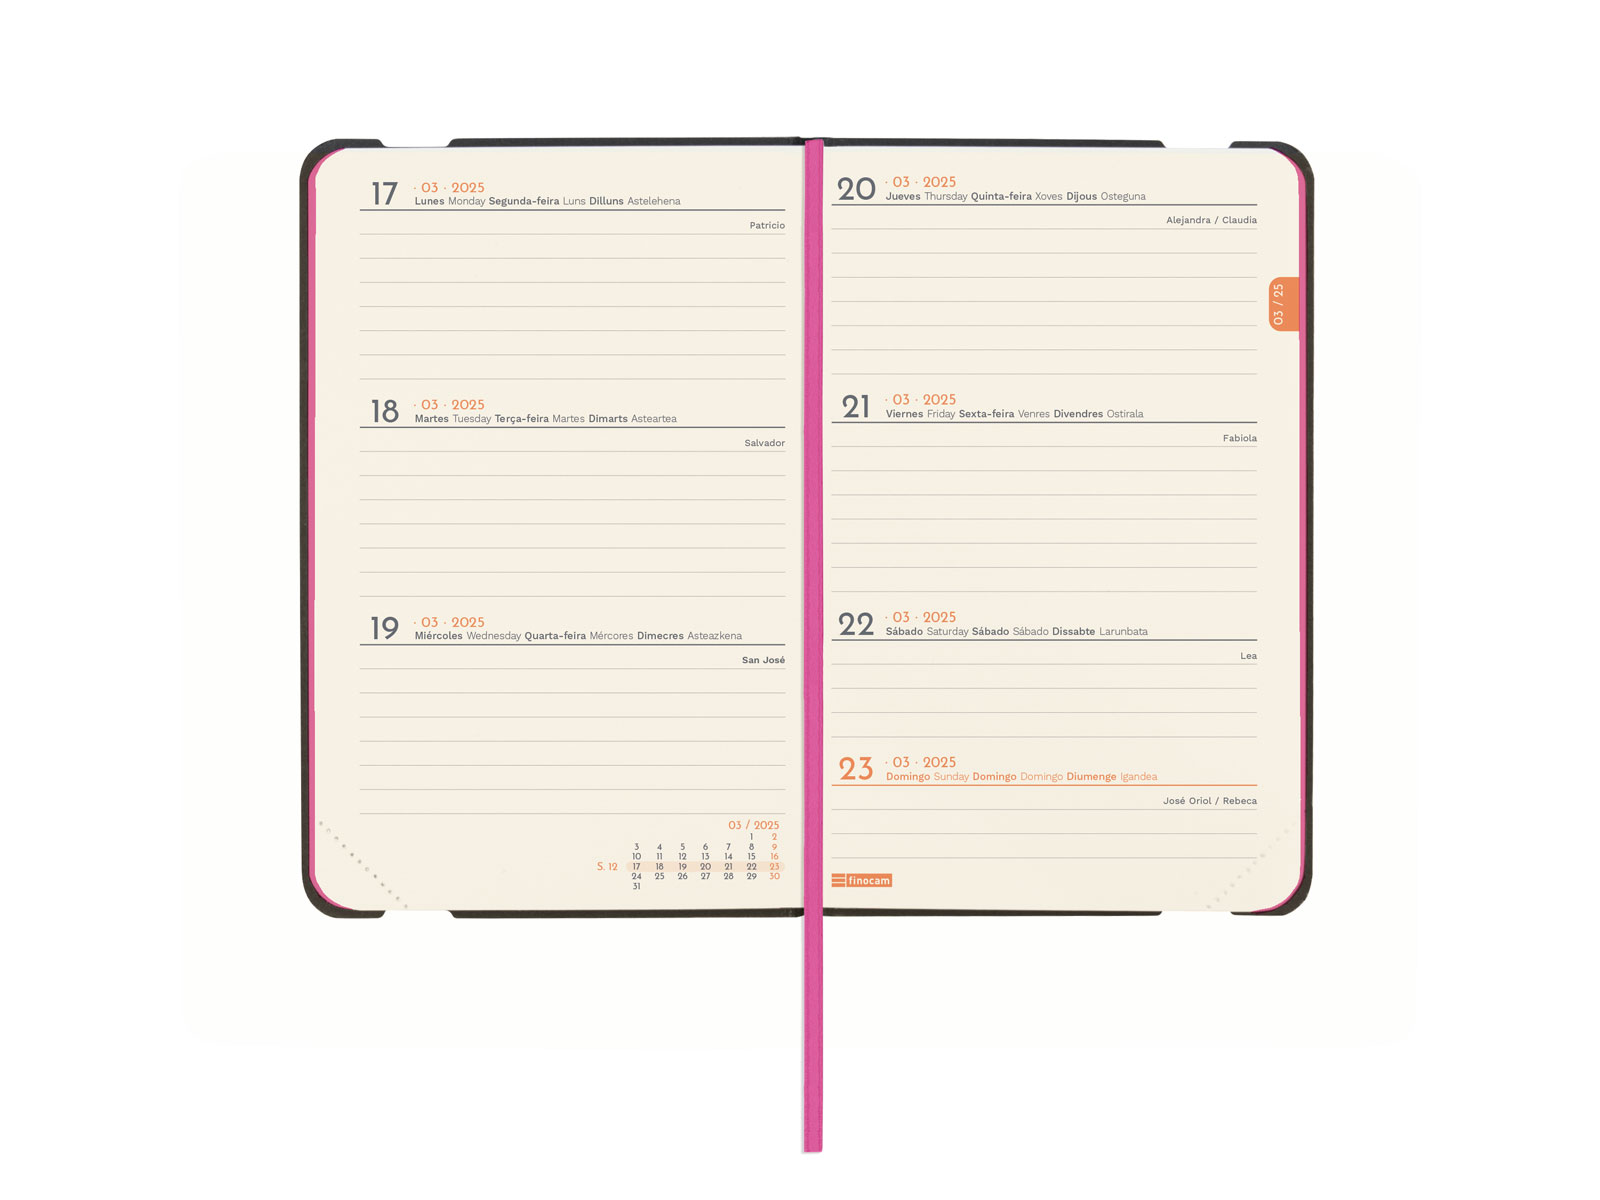 17 · 03 · 2025
Lunes Monday Segunda-feira Luns Dilluns Astelehena
Patricio
18 · 03 · 2025
Martes Tuesday Terça-feira Martes Dimarts Asteartea
Salvador
19 · 03 · 2025
Miércoles Wednesday Quarta-feira Mércores Dimecres Asteazkena
San José
03 / 2025
1 2
3 4 5 6 7 8 9
10 11 12 13 14 15 16
S. 12 17 18 19 20 21 22 23
24 25 26 27 28 29 30
31
20 · 03 · 2025
Jueves Thursday Quinta-feira Xoves Dijous Osteguna
Alejandra / Claudia
03 / 25
21 · 03 · 2025
Viernes Friday Sexta-feira Venres Divendres Ostirala
Fabiola
22 · 03 · 2025
Sábado Saturday Sábado Sábado Dissabte Larunbata
Lea
23 · 03 · 2025
Domingo Sunday Domingo Domingo Diumenge Igandea
José Oriol / Rebeca
finocam